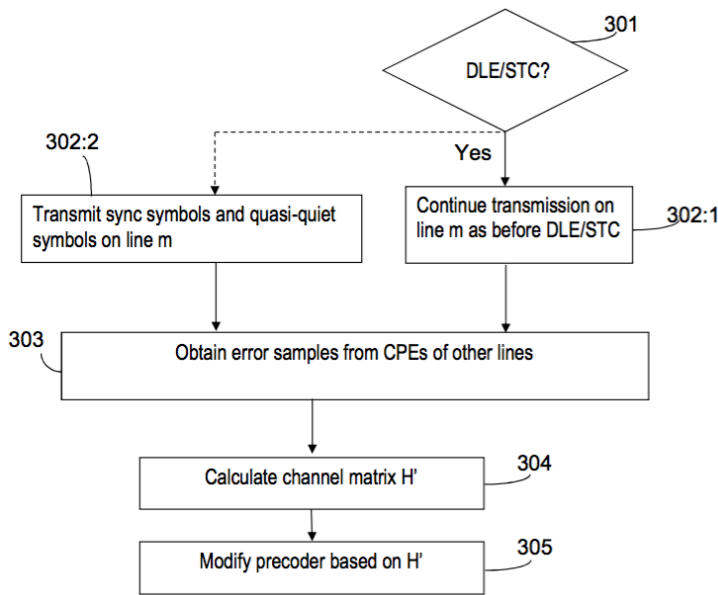 301
DLE/STC?
302:2
Yes
Transmit sync symbols and quasi-quiet
symbols on line m
Continue transmission on
line m as before DLE/STC
302:1
303
Obtain error samples from CPEs of other lines
Calculate channel matrix H'
304
Modify precoder based on H'
305